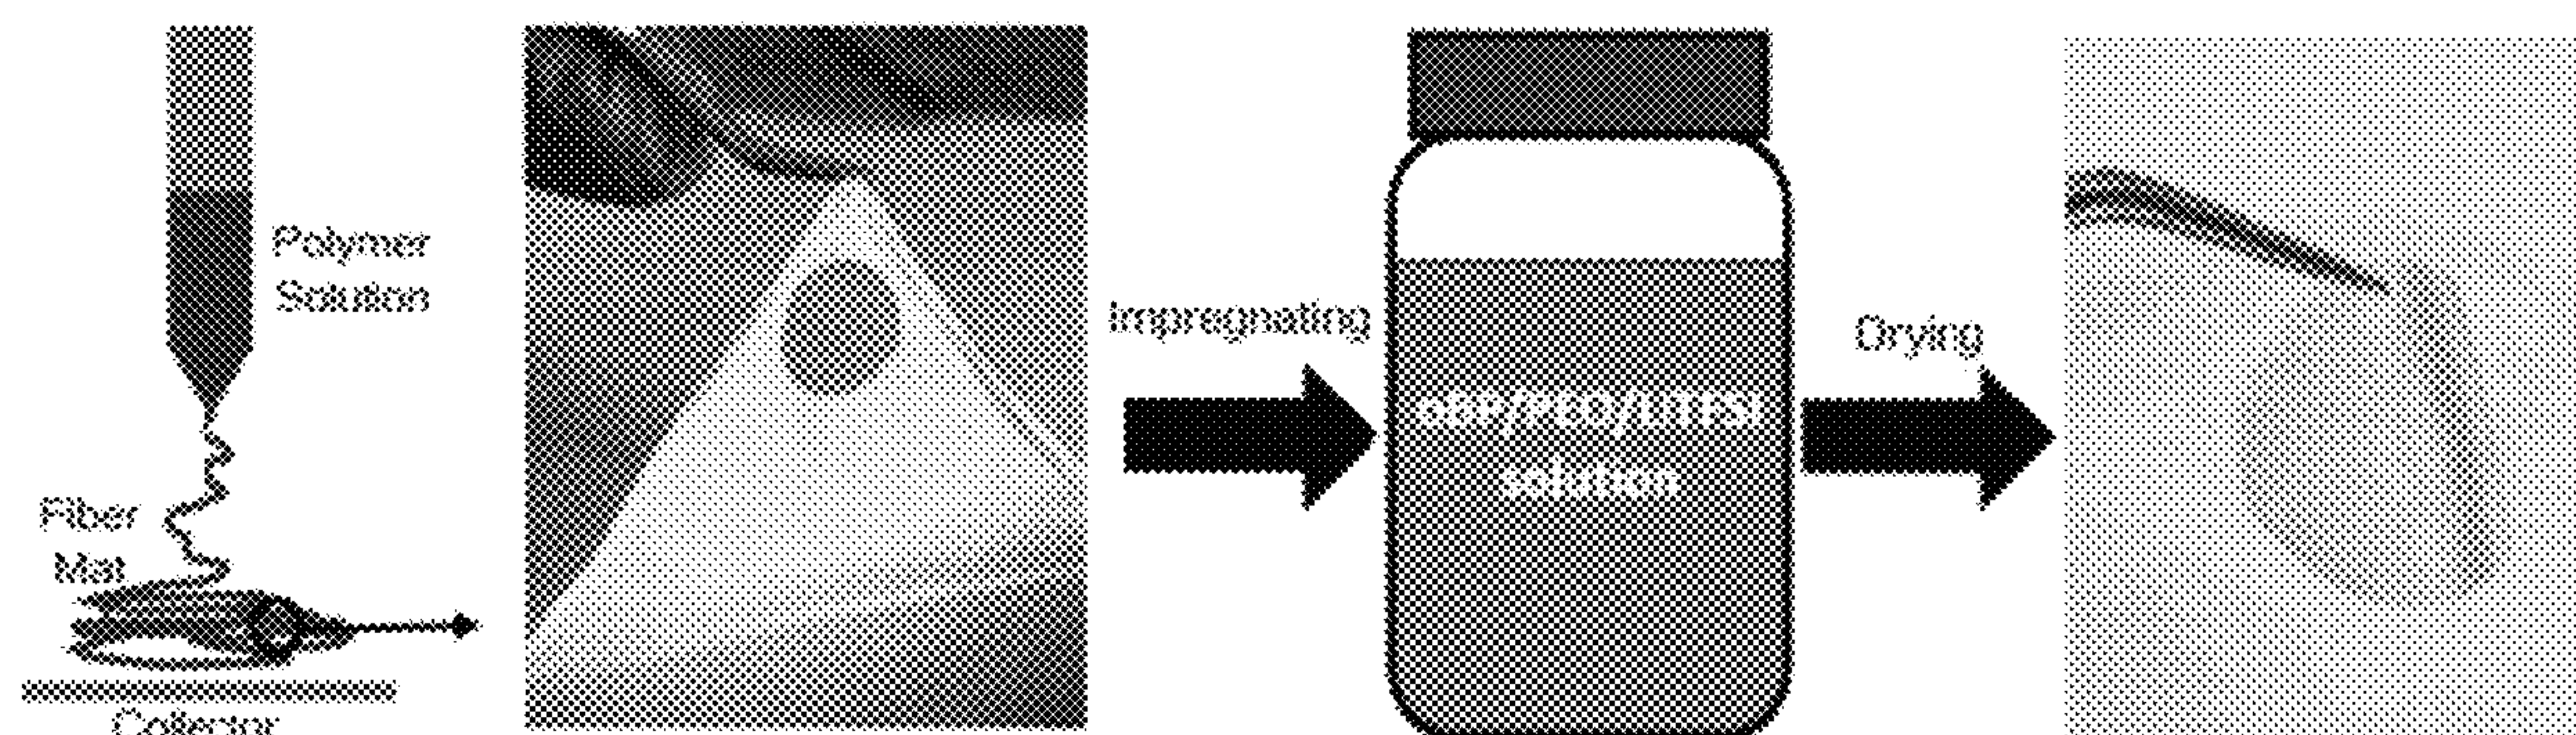 Polymer
Solution
Fiber
Mat
Collector
Impregnating
solution
Drying